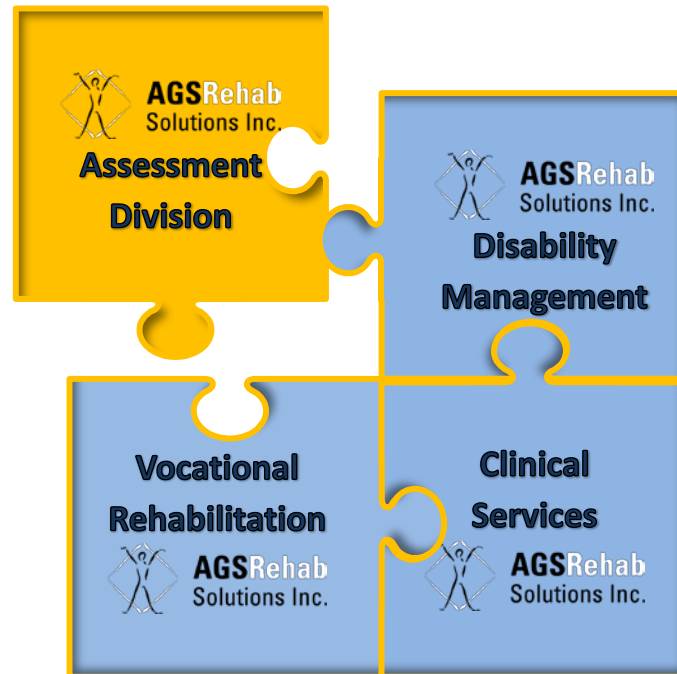 AGSRehab
Solutions Inc.
Assessment
Division
AGSRehab
Solutions Inc.
Disability
Management
Vocational
Rehabilitation
AGSRehab
Solutions Inc.
Clinical
Services
AGSRehab
Solutions Inc.